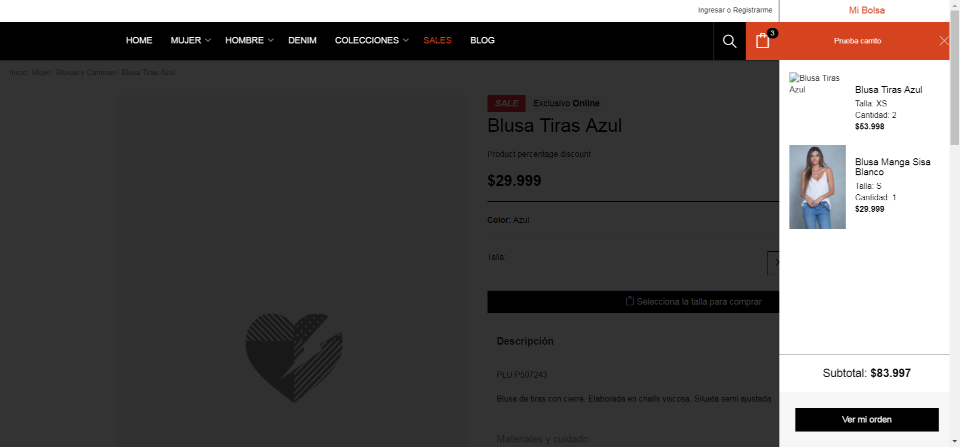 Ingresar o Registrarme
Mi Bolsa
HOME MUJER HOMBRE DENIM COLECCIONES SALES BLOG
3
Prueba carrito
Inicio Mujer Blusas y Camisas Blusa Tiras Azul
SALE Exclusivo Online
Blusa Tiras Azul
Product percentage discount
$29.999
Color: Azul
Talla:
Selecciona la talla para comprar
Descripción
PLU:P507243
Blusa de tiras con cierre. Elaborada en challis viscosa. Silueta semi ajustada
Materiales y cuidado
Blusa Tiras
Azul
Blusa Tiras Azul
Talla: XS
Cantidad: 2
$53.998
Blusa Manga Sisa
Blanco
Talla: S
Cantidad: 1
$29.999
Subtotal: $83.997
Ver mi orden